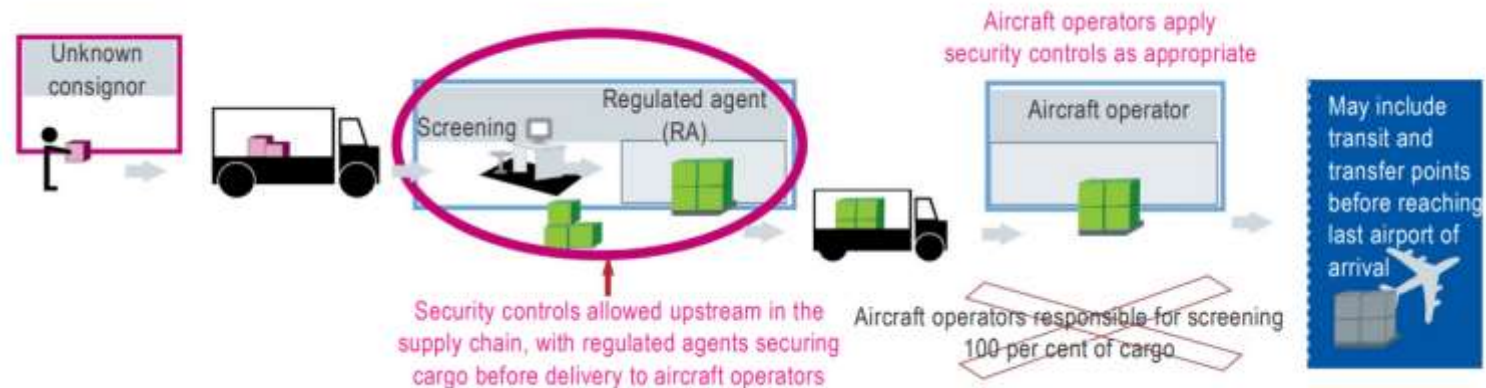 Unknown
consignor
Screening
Regulated agent
(RA)
Security controls allowed upstream in the
supply chain, with regulated agents securing
cargo before delivery to aircraft operators
Aircraft operators apply
security controls as appropriate
Aircraft operator
Aircraft operators responsible for screening
100 per cent of cargo
May include
transit and
transfer points
before reaching
last airport of
arrival